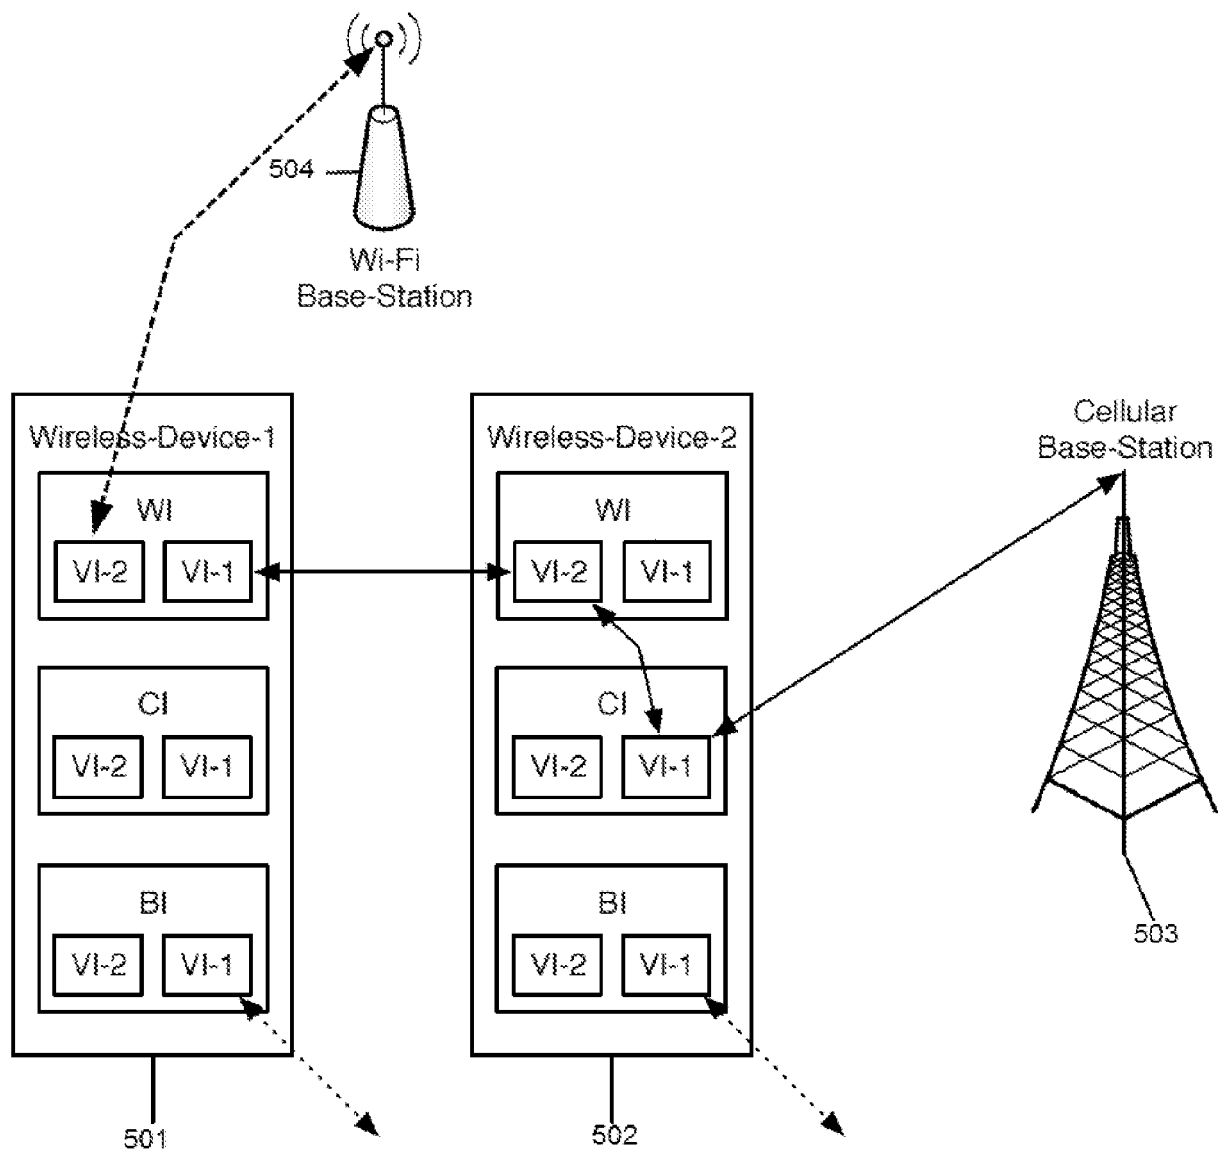 504
Wi-Fi
Base-Station
Wireless-Device-1
WI
VI-2 VI-1
CI
VI-2 VI-1
BI
VI-2 VI-1
501
Wireless-Device-2
WI
VI-2 VI-1
CI
VI-2 VI-1
BI
VI-2 VI-1
502
Cellular
Base-Station
503